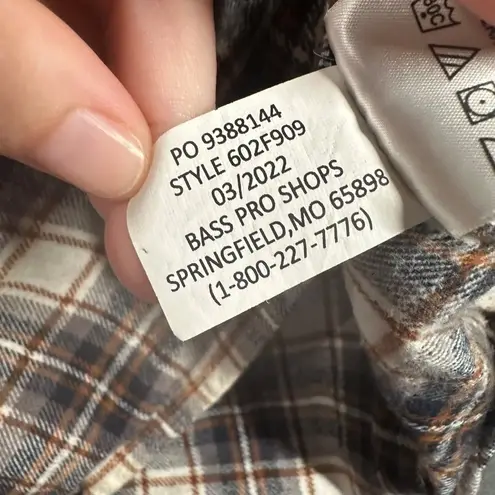 PO 9388144
STYLE 602F909
03/2022
BASS PRO SHOPS
SPRINGFIELD,MO 65898
(1-800-227-7776)